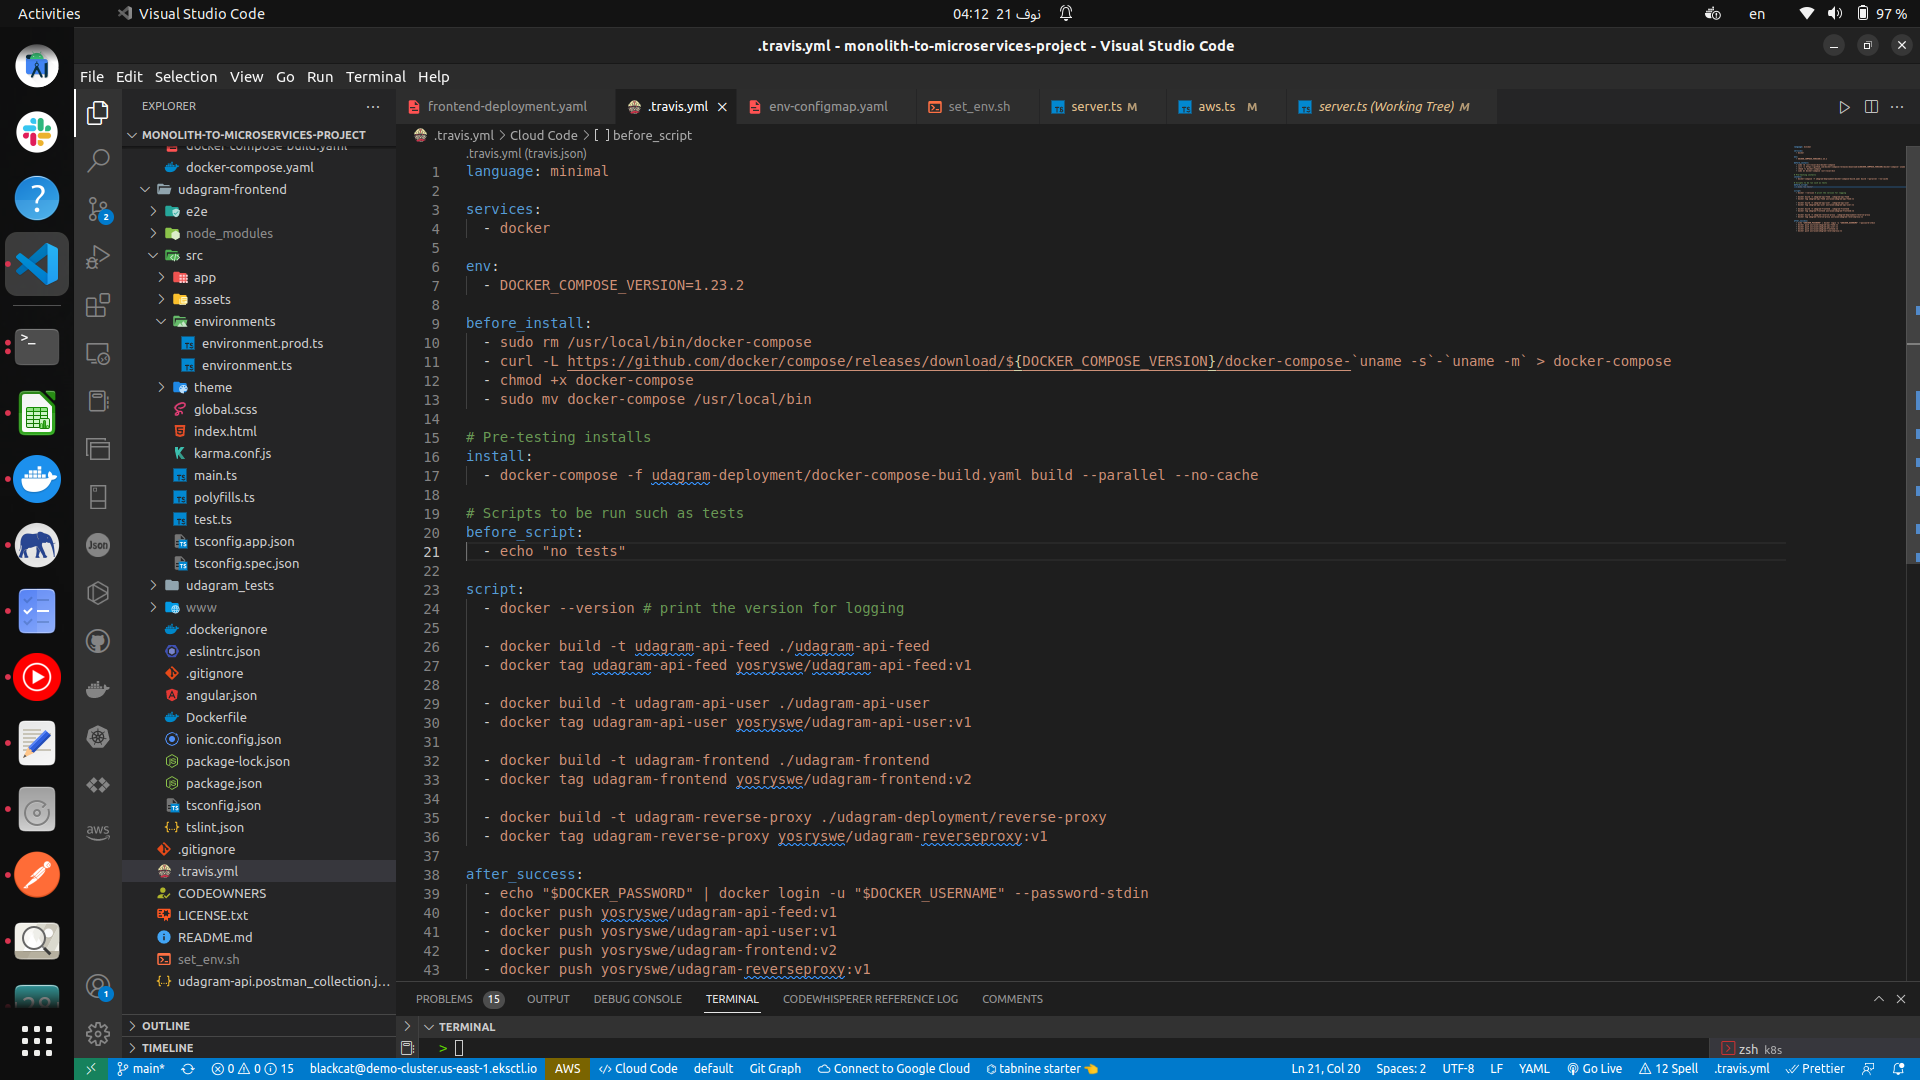 Activities
Visual Studio Code
04:12 21 نوف
en
97 %
.travis.yml - monolith-to-microservices-project - Visual Studio Code
File Edit Selection View Go Run Terminal Help
EXPLORER
MONOLITH-TO-MICROSERVICES-PROJECT
docker-compose-build.yaml
docker-compose.yaml
udagram-frontend
e2e
node_modules
src
app
assets
environments
environment.prod.ts
environment.ts
theme
global.scss
index.html
karma.conf.js
main.ts
polyfills.ts
test.ts
tsconfig.app.json
tsconfig.spec.json
udagram_tests
www
.dockerignore
.eslintrc.json
.gitignore
angular.json
Dockerfile
ionic.config.json
package-lock.json
package.json
tsconfig.json
tslint.json
.gitignore
.travis.yml
CODEOWNERS
LICENSE.txt
README.md
set_env.sh
udagram-api.postman_collection.j...
OUTLINE
TIMELINE
frontend-deployment.yaml
.travis.yml
env-configmap.yaml
set_env.sh
server.ts M
aws.ts M
server.ts (Working Tree) M
.travis.yml > Cloud Code > [ ] before_script
.travis.yml (travis.json)
1 language: minimal
2
3 services:
4 - docker
5
6 env:
7 - DOCKER_COMPOSE_VERSION=1.23.2
8
9 before_install:
10 - sudo rm /usr/local/bin/docker-compose
11 - curl -L https://github.com/docker/compose/releases/download/${DOCKER_COMPOSE_VERSION}/docker-compose-`uname -s`-`uname -m` > docker-compose
12 - chmod +x docker-compose
13 - sudo mv docker-compose /usr/local/bin
14
15 # Pre-testing installs
16 install:
17 - docker-compose -f udagram-deployment/docker-compose-build.yaml build --parallel --no-cache
18
19 # Scripts to be run such as tests
20 before_script:
21 - echo "no tests"
22
23 script:
24 - docker --version # print the version for logging
25
26 - docker build -t udagram-api-feed ./udagram-api-feed
27 - docker tag udagram-api-feed yosryswe/udagram-api-feed:v1
28
29 - docker build -t udagram-api-user ./udagram-api-user
30 - docker tag udagram-api-user yosryswe/udagram-api-user:v1
31
32 - docker build -t udagram-frontend ./udagram-frontend
33 - docker tag udagram-frontend yosryswe/udagram-frontend:v2
34
35 - docker build -t udagram-reverse-proxy ./udagram-deployment/reverse-proxy
36 - docker tag udagram-reverse-proxy yosryswe/udagram-reverseproxy:v1
37
38 after_success:
39 - echo "$DOCKER_PASSWORD" | docker login -u "$DOCKER_USERNAME" --password-stdin
40 - docker push yosryswe/udagram-api-feed:v1
41 - docker push yosryswe/udagram-api-user:v1
42 - docker push yosryswe/udagram-frontend:v2
43 - docker push yosryswe/udagram-reverseproxy:v1
PROBLEMS 15 OUTPUT DEBUG CONSOLE TERMINAL CODEWHISPERER REFERENCE LOG COMMENTS
TERMINAL
>
zsh k8s
main* 0 0 15 blackcat@demo-cluster.us-east-1.eksctl.io AWS Cloud Code default Git Graph Connect to Google Cloud tabnine starter
Ln 21, Col 20 Spaces: 2 UTF-8 LF YAML Go Live 12 Spell .travis.yml Prettier